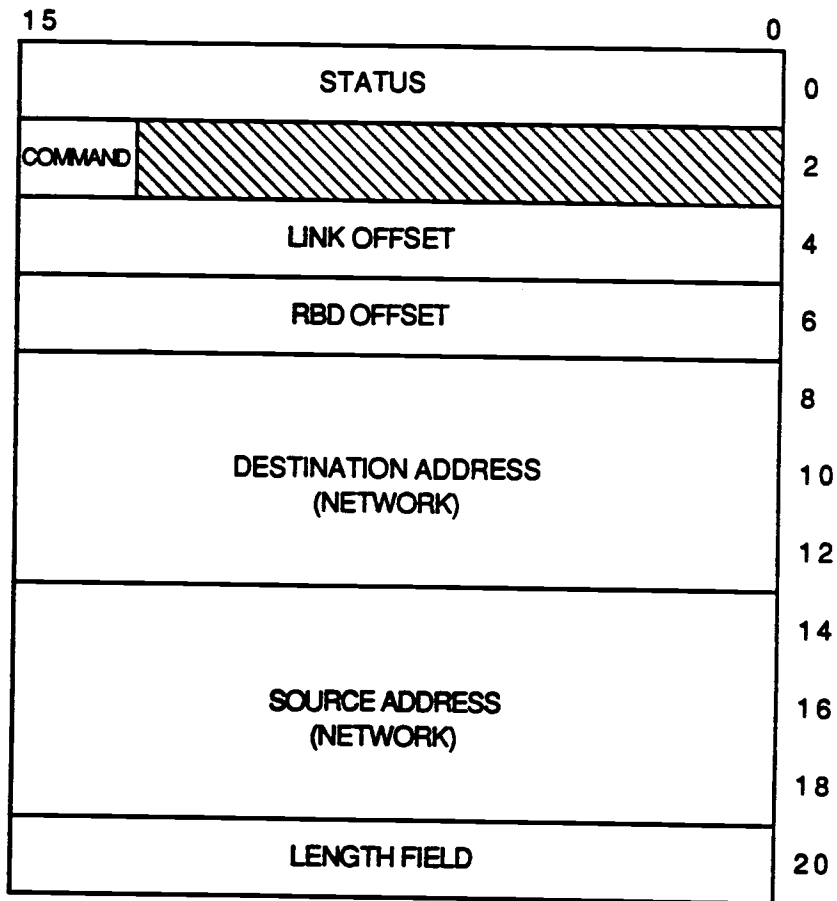 15 0
STATUS 0
COMMAND 2
LINK OFFSET 4
RBD OFFSET 6
8
DESTINATION ADDRESS 10
(NETWORK)
12
14
SOURCE ADDRESS 16
(NETWORK)
18
LENGTH FIELD 20